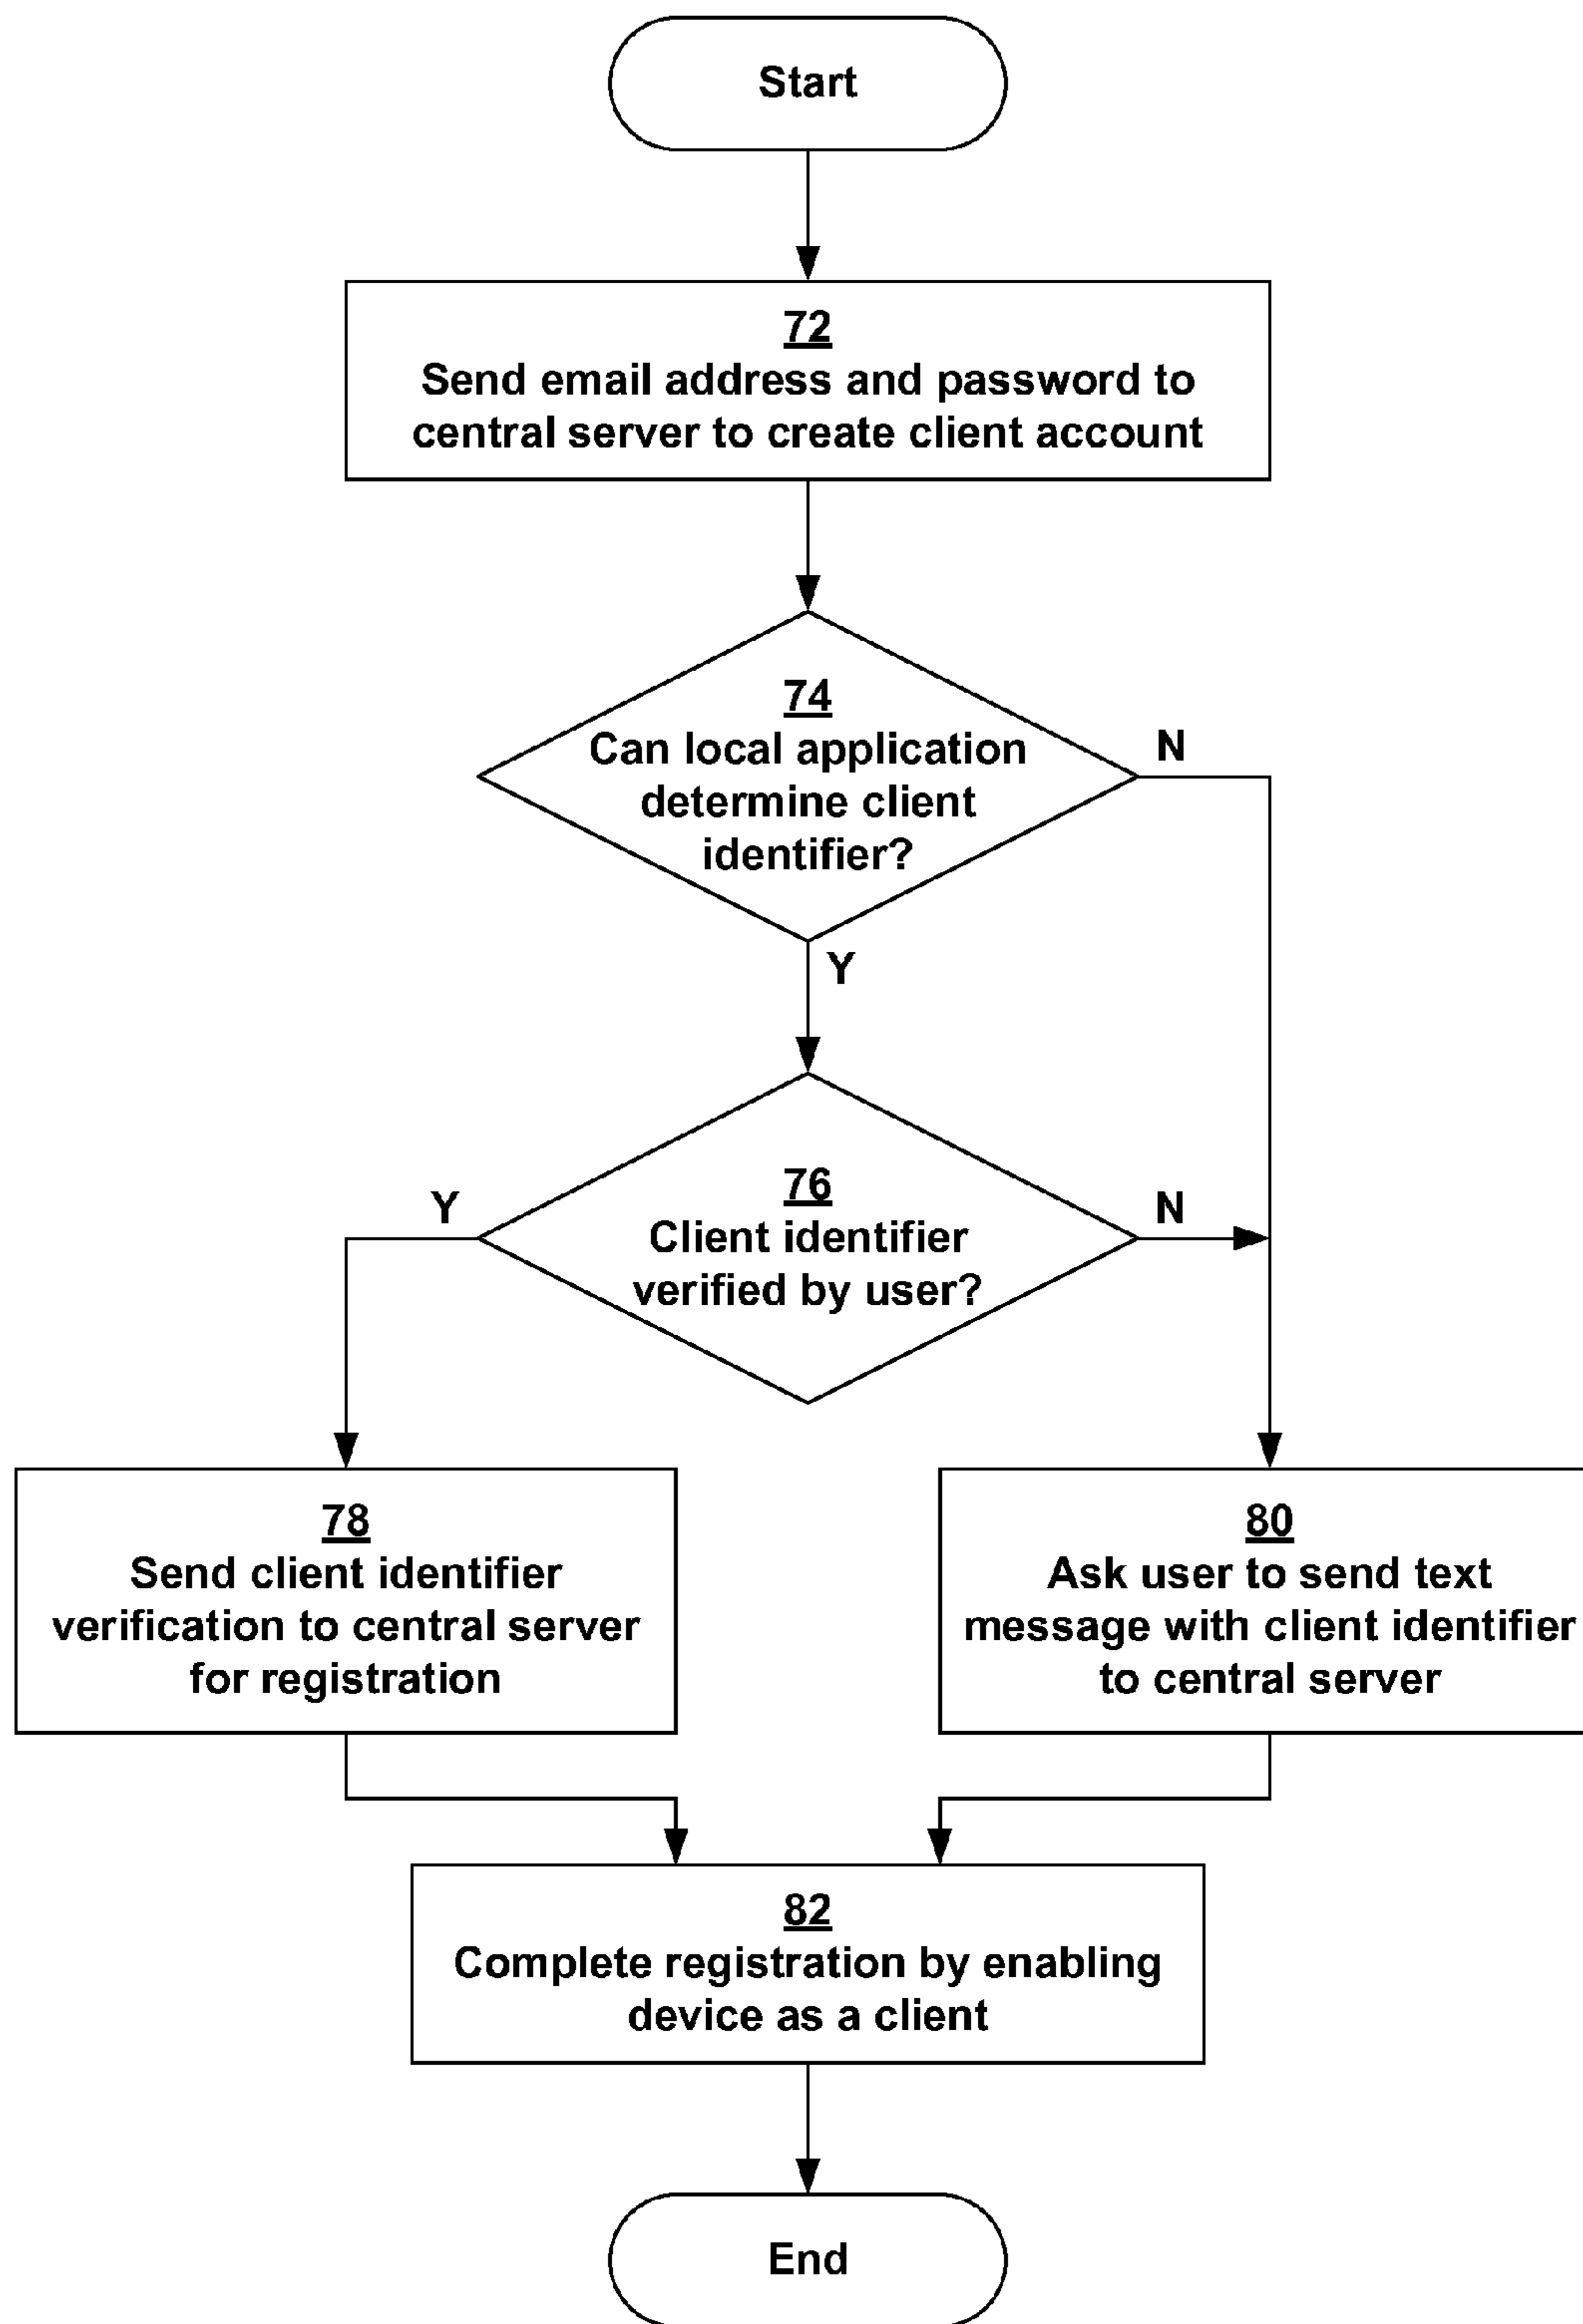 Start
72
Send email address and password to
central server to create client account
74
Can local application
determine client
identifier?
N
Y
76
Client identifier
verified by user?
Y
N
78
Send client identifier
verification to central server
for registration
80
Ask user to send text
message with client identifier
to central server
82
Complete registration by enabling
device as a client
End